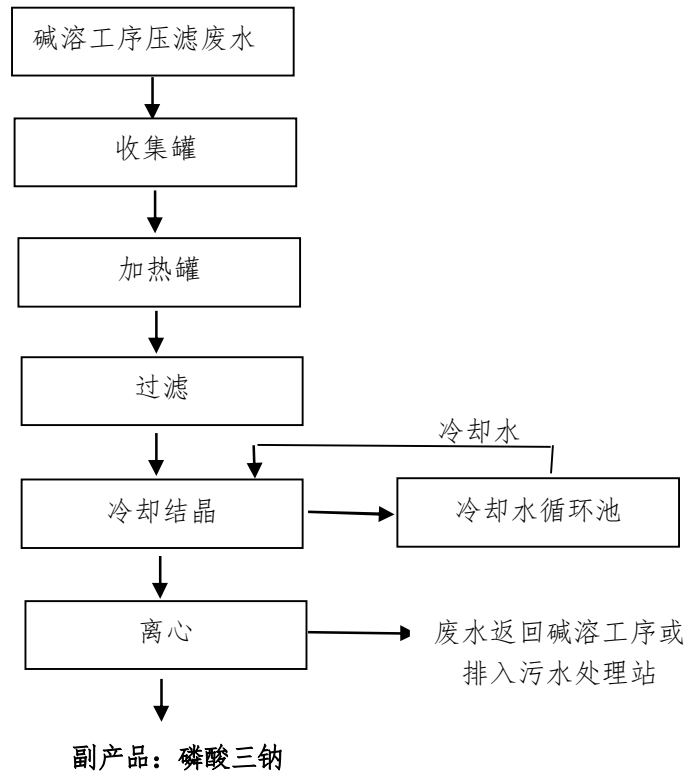 碱溶工序压滤废水
收集罐
加热罐
过滤
冷却水
冷却结晶
冷却水循环池
离心
废水返回碱溶工序或
排入污水处理站
副产品：磷酸三钠